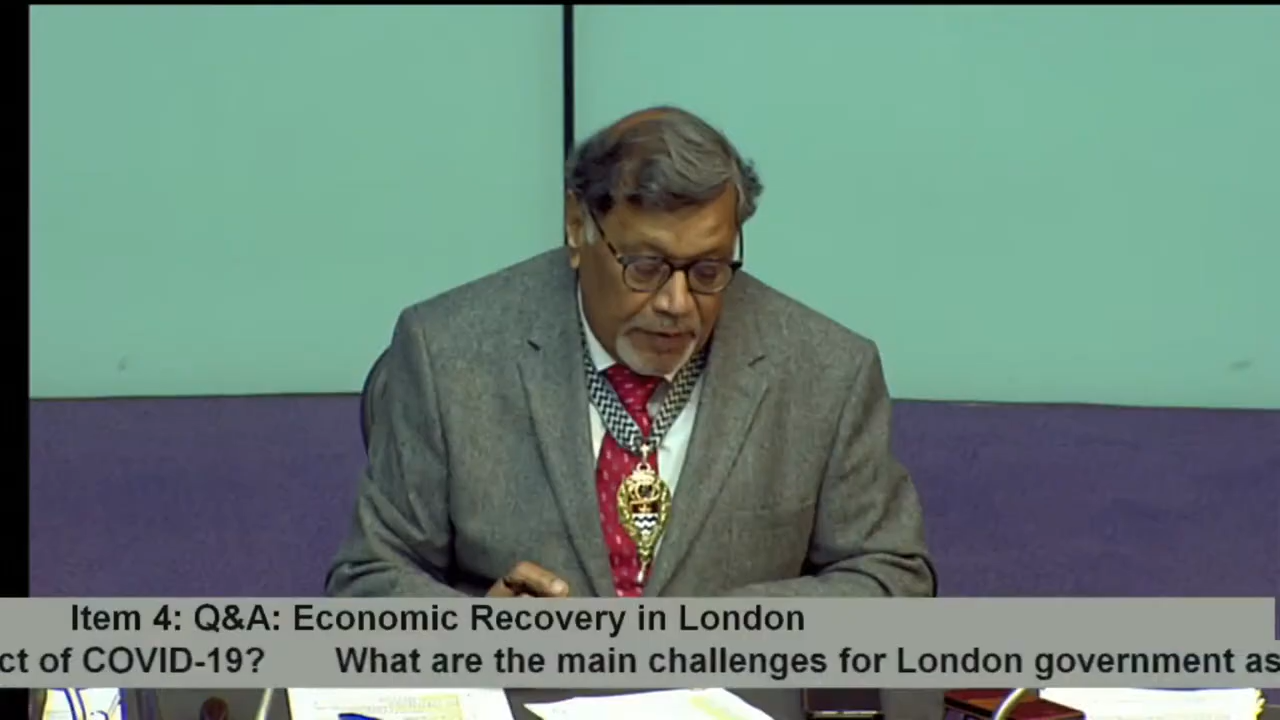 Item 4: Q&A: Economic Recovery in London
ct of COVID-19? What are the main challenges for London government as